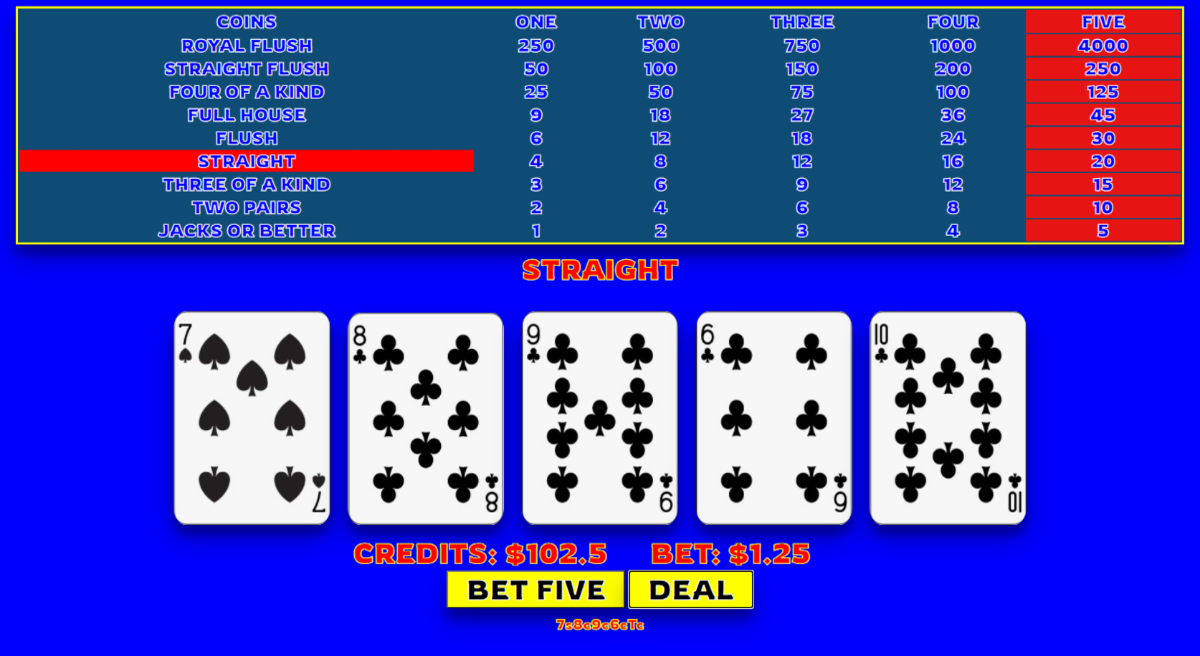 COINS ONE TWO THREE FOUR FIVE
ROYAL FLUSH 250 500 750 1000 4000
STRAIGHT FLUSH 50 100 150 200 250
FOUR OF A KIND 25 50 75 100 125
FULL HOUSE 9 18 27 36 45
FLUSH 6 12 18 24 30
STRAIGHT 4 8 12 16 20
THREE OF A KIND 3 6 9 12 15
TWO PAIRS 2 4 6 8 10
JACKS OR BETTER 1 2 3 4 5
STRAIGHT
7 8 9 6 10
7 8 9 6 10
CREDITS: $102.5 BET: $1.25
BET FIVE DEAL
7s8c9c6cTc